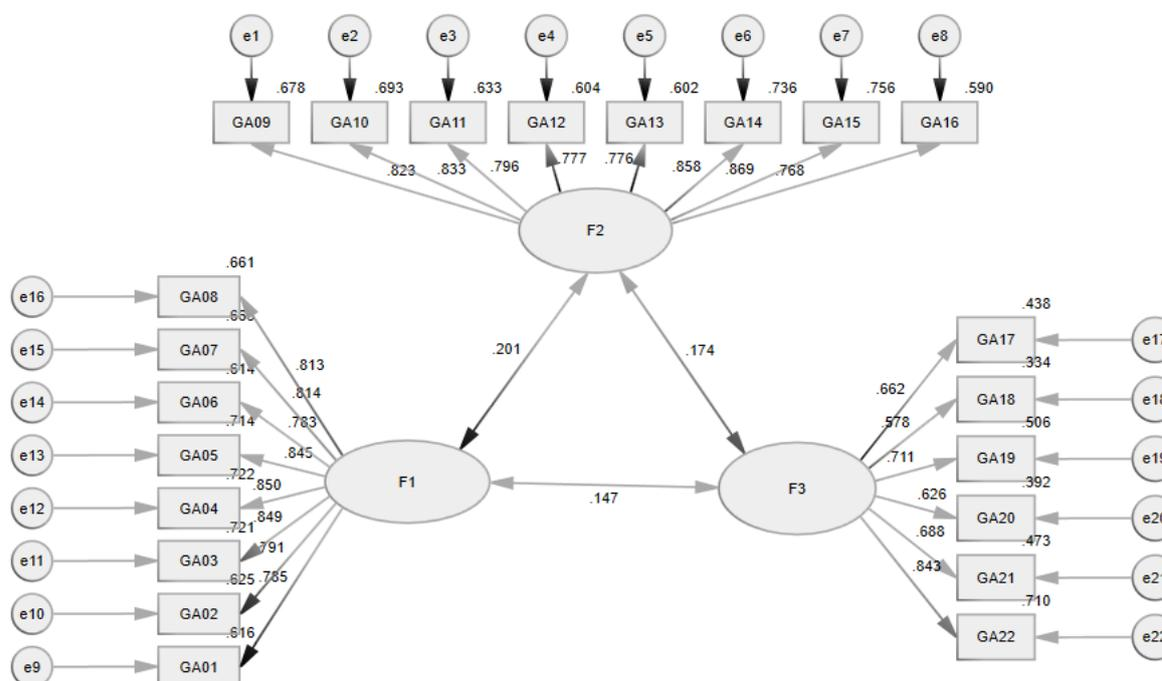 e1 e2 e3 e4 e5 e6 e7 e8
.678 .693 .633 .604 .602 .736 .756 .590
GA09 GA10 GA11 GA12 GA13 GA14 GA15 GA16
.823 .833 .796 .777 .776 .858 .869 .768
F2
.661
e16 GA08
e15 GA07
.614
e14 GA06
.714
e13 GA05
.722
e12 GA04
.721
e11 GA03
.625
e10 GA02
.616
e9 GA01
.813
.814
.783
.845
.850
.849
.791
.785
F1
.201
.174
.147
F3
.438
GA17
.334
GA18
.506
GA19
.392
GA20
.473
GA21
.710
GA22
.662
.578
.711
.626
.688
.843